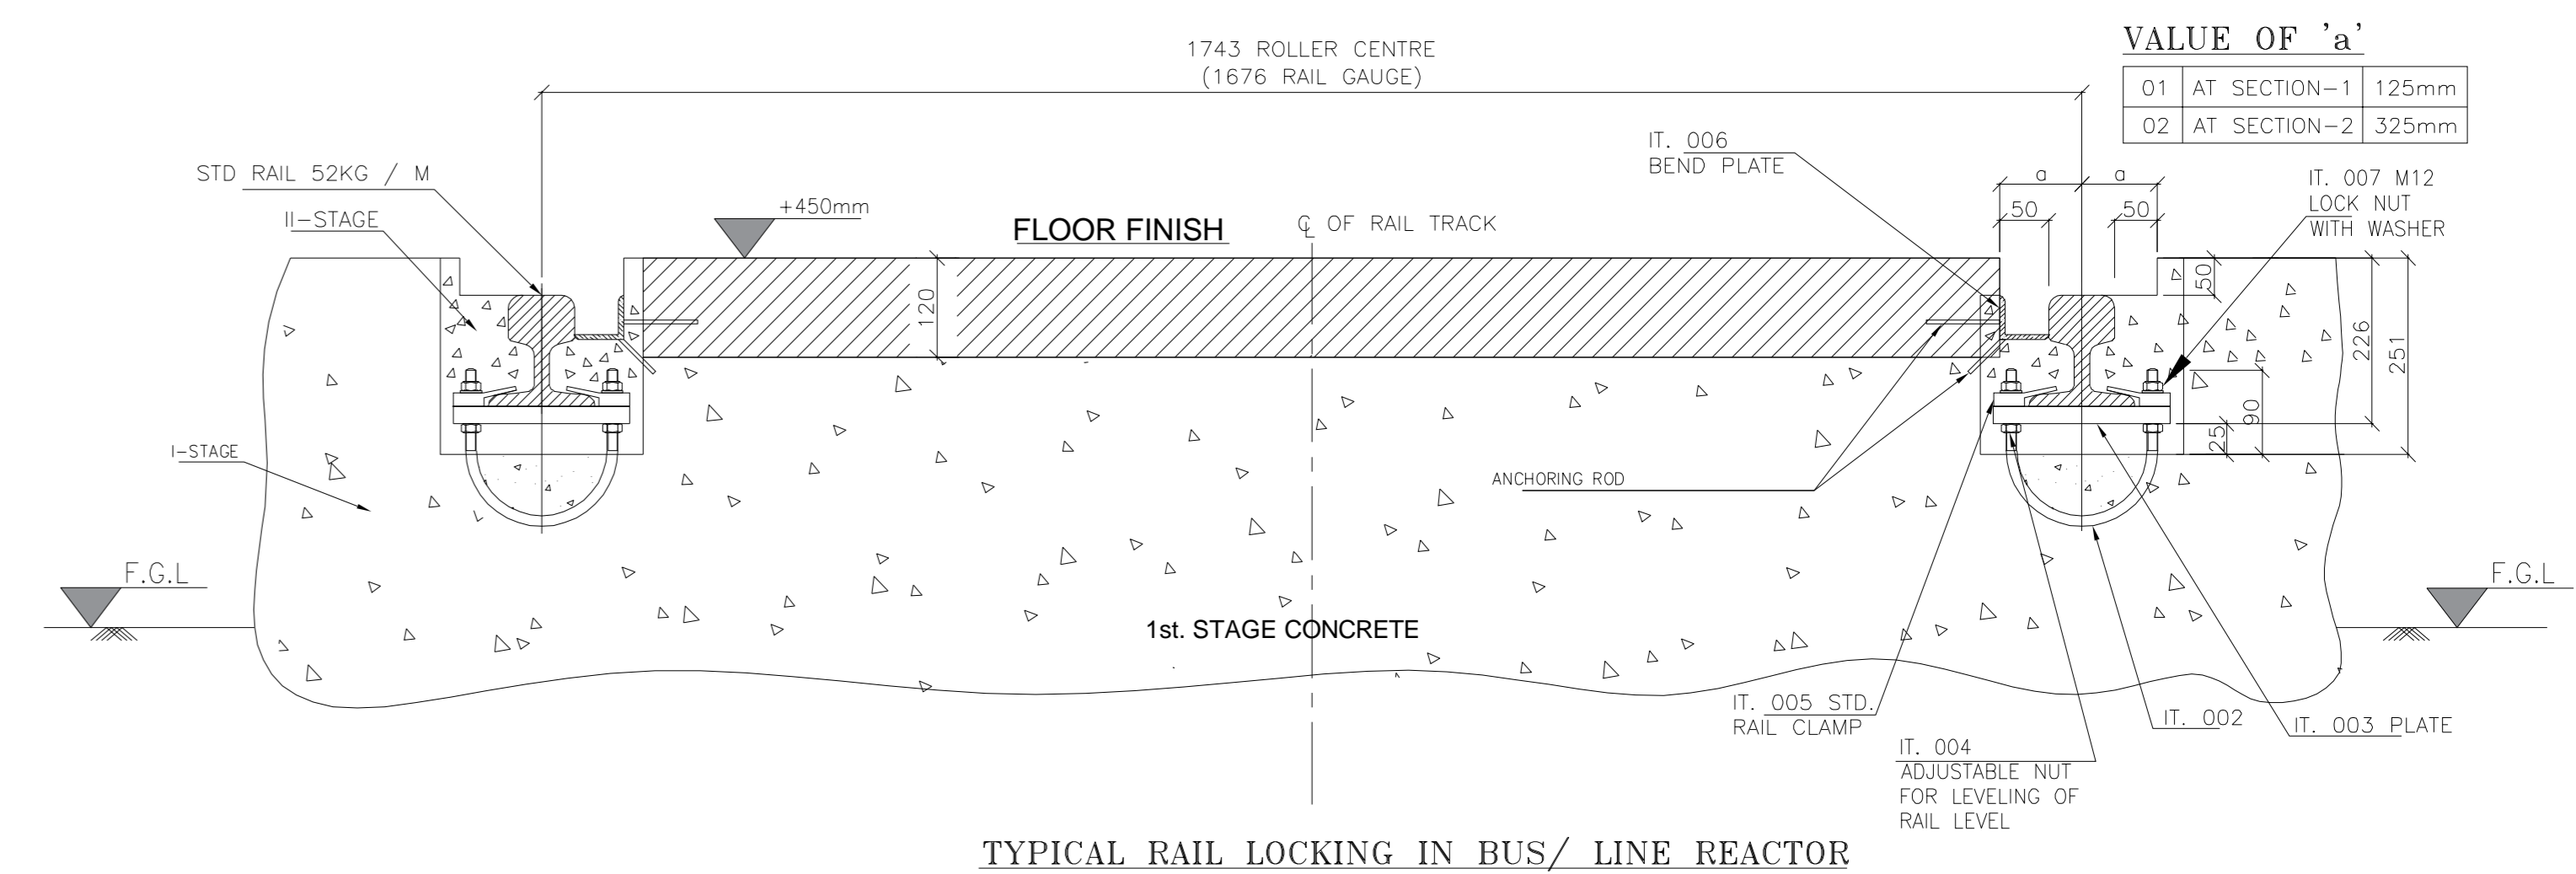 1743 ROLLER CENTRE
(1676 RAIL GAUGE)
VALUE OF 'a'
01 AT SECTION-1 125mm
02 AT SECTION-2 325mm
STD RAIL 52KG / M
II-STAGE
+450mm
FLOOR FINISH
℄ OF RAIL TRACK
IT. 006
BEND PLATE
a a
50 50
IT. 007 M12
LOCK NUT
WITH WASHER
120
50
226
251
90
25
I-STAGE
ANCHORING ROD
F.G.L
F.G.L
1st. STAGE CONCRETE
IT. 005 STD.
RAIL CLAMP
IT. 004
ADJUSTABLE NUT
FOR LEVELING OF
RAIL LEVEL
IT. 002
IT. 003 PLATE
TYPICAL RAIL LOCKING IN BUS/ LINE REACTOR